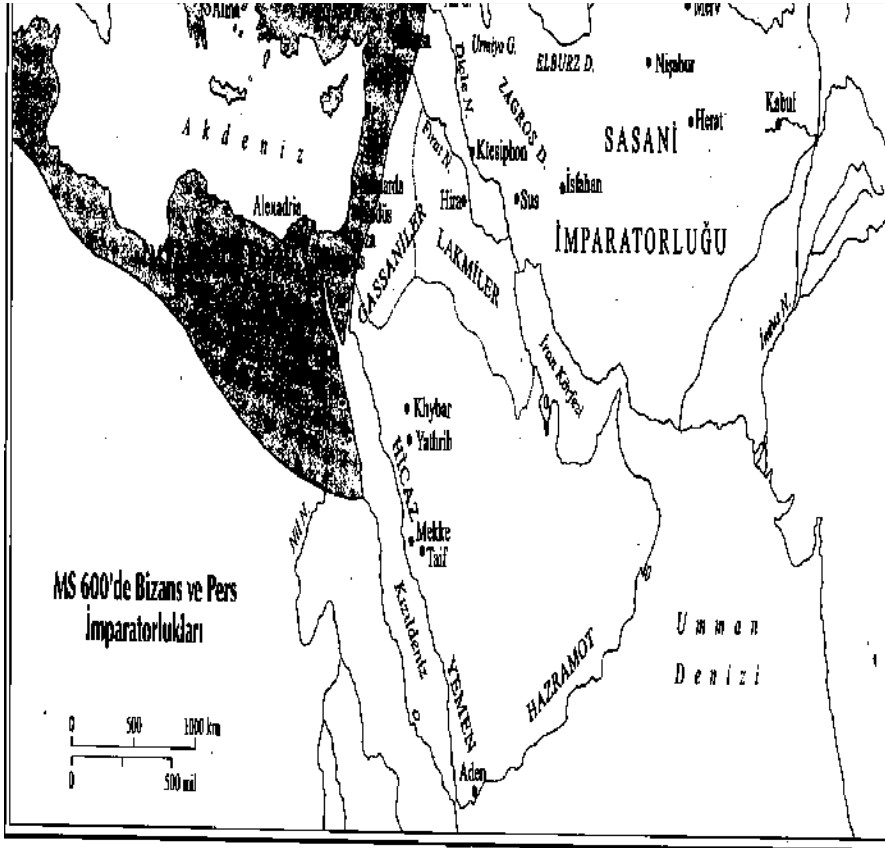 Merv
Urmiye G.
ELBURZ D.
Nişabur
Dicle N.
ZAGROS D.
Kabul
Herat
Akdeniz
SASANİ
Fırat N.
Ktesiphon
İsfahan
Sus
Hira
Alexadria
İMPARATORLUĞU
GASSANİLER
LAKMİLER
İran Körfezi
Khybar
Yathrib
HİCAZ
Nil N.
Mekke
Taif
MS 600'de Bizans ve Pers
İmparatorlukları
Kızıldeniz
Umman
Denizi
YEMEN
HAZRAMOT
0 500 1000 km
0 500 mil
Aden